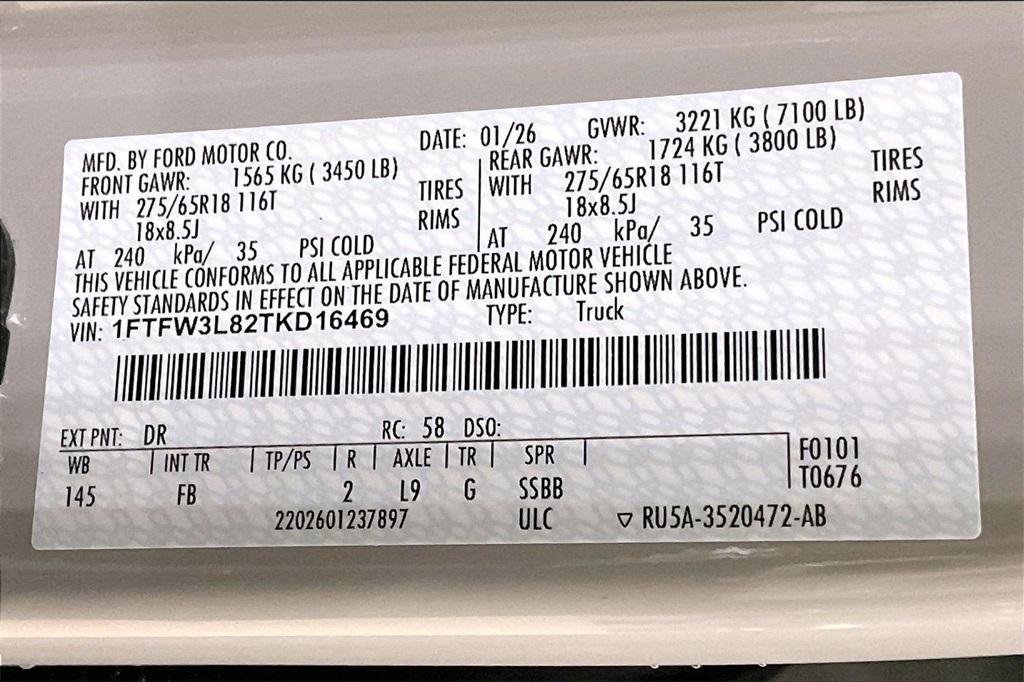 MFD. BY FORD MOTOR CO. DATE: 01/26 GVWR: 3221 KG ( 7100 LB)
FRONT GAWR: 1565 KG ( 3450 LB) REAR GAWR: 1724 KG ( 3800 LB)
WITH 275/65R18 116T TIRES WITH 275/65R18 116T TIRES
18x8.5J RIMS 18x8.5J RIMS
AT 240 kPa/ 35 PSI COLD AT 240 kPa/ 35 PSI COLD
THIS VEHICLE CONFORMS TO ALL APPLICABLE FEDERAL MOTOR VEHICLE
SAFETY STANDARDS IN EFFECT ON THE DATE OF MANUFACTURE SHOWN ABOVE.
VIN: 1FTFW3L82TKD16469 TYPE: Truck
EXT PNT: DR RC: 58 DSO:
WB INT TR TP/PS R AXLE TR SPR F0101
145 FB 2 L9 G SSBB T0676
2202601237897 ULC ▽ RU5A-3520472-AB